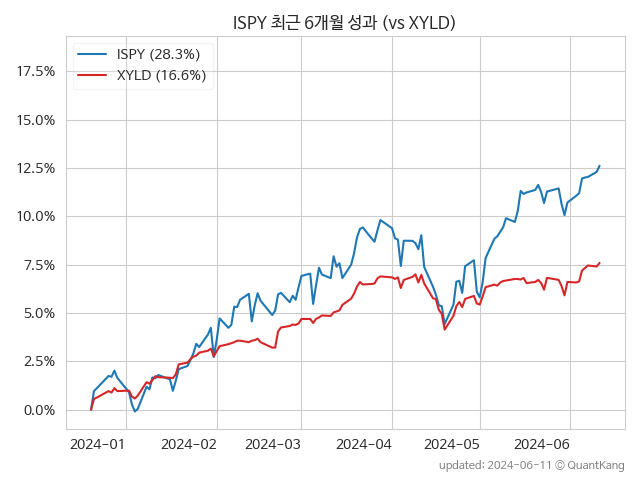 ISPY 최근 6개월 성과 (vs XYLD)
ISPY (28.3%)
XYLD (16.6%)
17.5%
15.0%
12.5%
10.0%
7.5%
5.0%
2.5%
0.0%
2024-01 2024-02 2024-03 2024-04 2024-05 2024-06
updated: 2024-06-11 © QuantKang